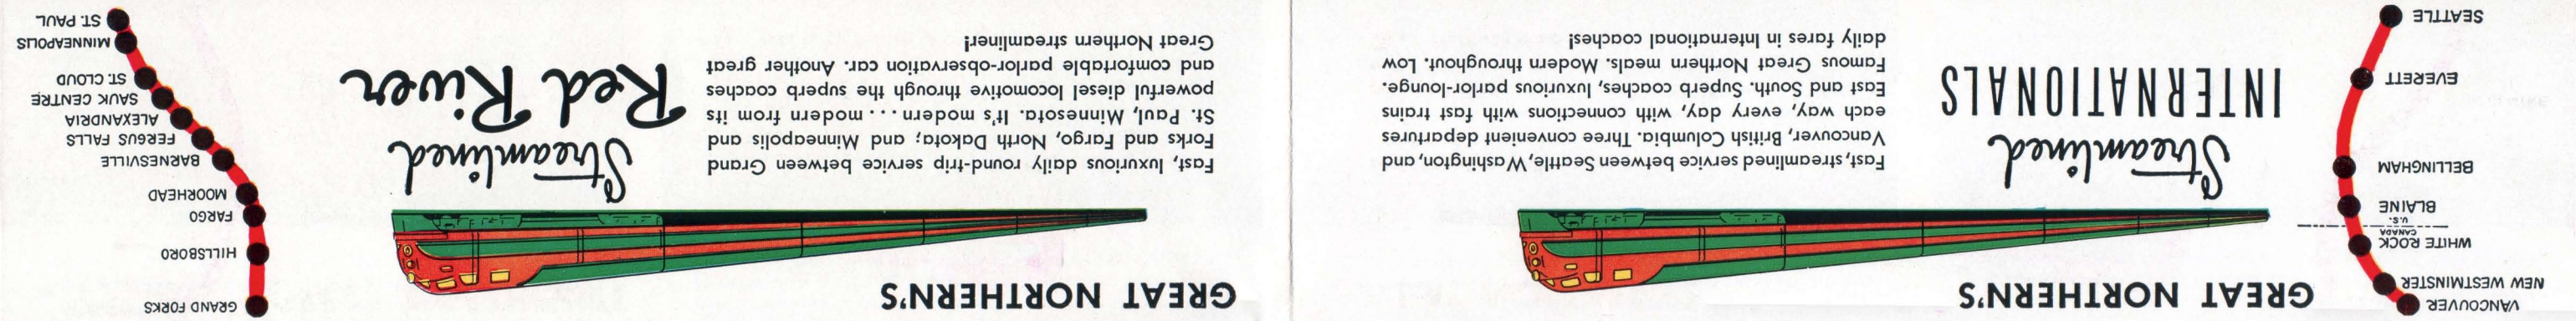 VANCOUVER
NEW WESTMINSTER
WHITE ROCK
CANADA
U.S.
BLAINE
BELLINGHAM
EVERETT
SEATTLE
GREAT NORTHERN'S
Streamlined
INTERNATIONALS
Fast, streamlined service between Seattle, Washington, and
Vancouver, British Columbia. Three convenient departures
each way, every day, with connections with fast trains
East and South. Superb coaches, luxurious parlor-lounge.
Famous Great Northern meals. Modern throughout. Low
daily fares in International coaches!
GREAT NORTHERN'S
Fast, luxurious daily round-trip service between Grand
Forks and Fargo, North Dakota; and Minneapolis and
St. Paul, Minnesota. It's modern . . . modern from its
powerful diesel locomotive through the superb coaches
and comfortable parlor-observation car. Another great
Great Northern streamliner!
Streamlined
Red River
GRAND FORKS
HILLSBORO
FARGO
MOORHEAD
BARNESVILLE
FERGUS FALLS
ALEXANDRIA
SAUK CENTRE
ST. CLOUD
MINNEAPOLIS
ST. PAUL